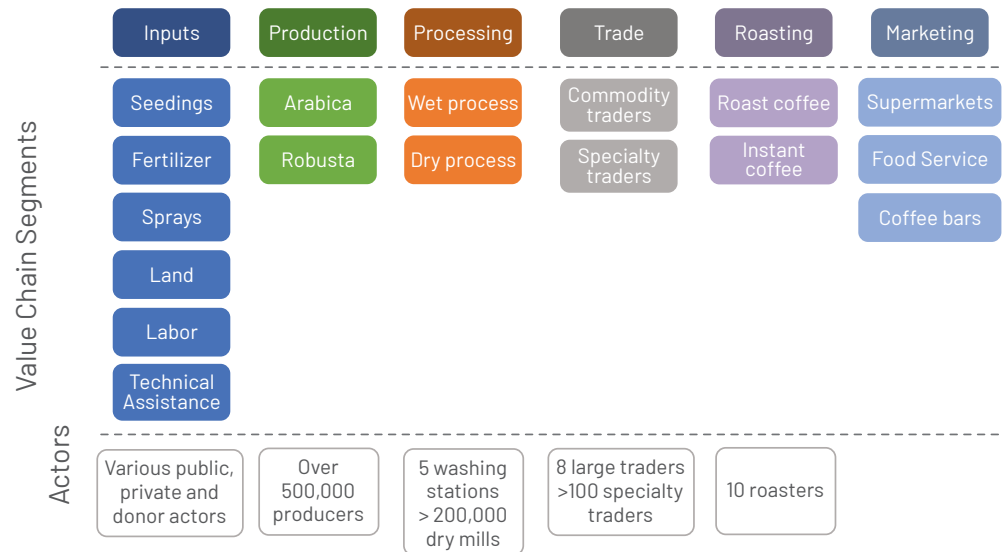 Inputs
Production
Processing
Trade
Roasting
Marketing
Value Chain Segments
Seedings
Fertilizer
Sprays
Land
Labor
Technical
Assistance
Arabica
Robusta
Wet process
Dry process
Commodity
traders
Specialty
traders
Roast coffee
Instant
coffee
Supermarkets
Food Service
Coffee bars
Actors
Various public,
private and
donor actors
Over
500,000
producers
5 washing
stations
> 200,000
dry mills
8 large traders
>100 specialty
traders
10 roasters